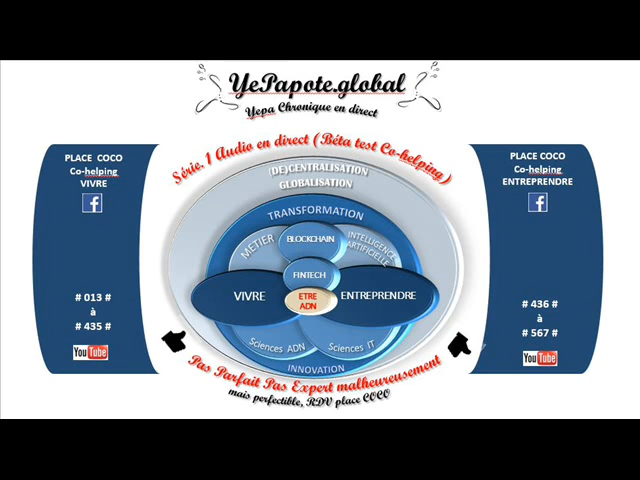 YePapote.global
Yepa Chronique en direct
Série, 1 Audio en direct (Béta test Co-helping)
PLACE COCO
Co-helping
VIVRE
# 013 #
à
# 435 #
YouTube
(DE)CENTRALISATION
GLOBALISATION
TRANSFORMATION
METIER
BLOCKCHAIN
INTELLIGENCE
ARTIFICIELLE
FINTECH
VIVRE
ETRE
ADN
ENTREPRENDRE
Sciences ADN
Sciences IT
INNOVATION
PLACE COCO
Co-helping
ENTREPRENDRE
# 436 #
à
# 567 #
YouTube
Pas Parfait Pas Expert malheureusement
mais perfectible, RDV place COCO